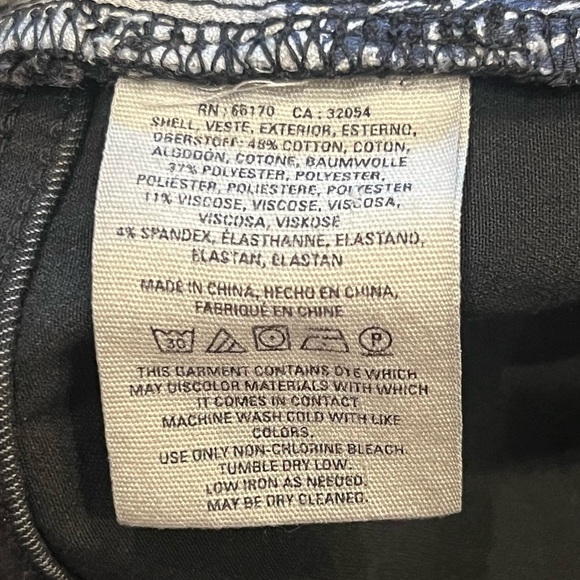 RN : 66170 CA : 32054
SHELL, VESTE, EXTERIOR, ESTERNO,
OBERSTOFF: 48% COTTON, COTON,
ALGODÓN, COTONE, BAUMWOLLE
37% POLYESTER, POLYESTER,
POLIÉSTER, POLIESTERE, POLYESTER
11% VISCOSE, VISCOSE, VISCOSA,
VISCOSA, VISKOSE
4% SPANDEX, ÉLASTHANNE, ELASTANO,
ELASTAN, ELASTAN
MADE IN CHINA, HECHO EN CHINA,
FABRIQUÉ EN CHINE
30 P
THIS GARMENT CONTAINS DYE WHICH
MAY DISCOLOR MATERIALS WITH WHICH
IT COMES IN CONTACT
MACHINE WASH COLD WITH LIKE
COLORS.
USE ONLY NON-CHLORINE BLEACH.
TUMBLE DRY LOW.
LOW IRON AS NEEDED.
MAY BE DRY CLEANED.